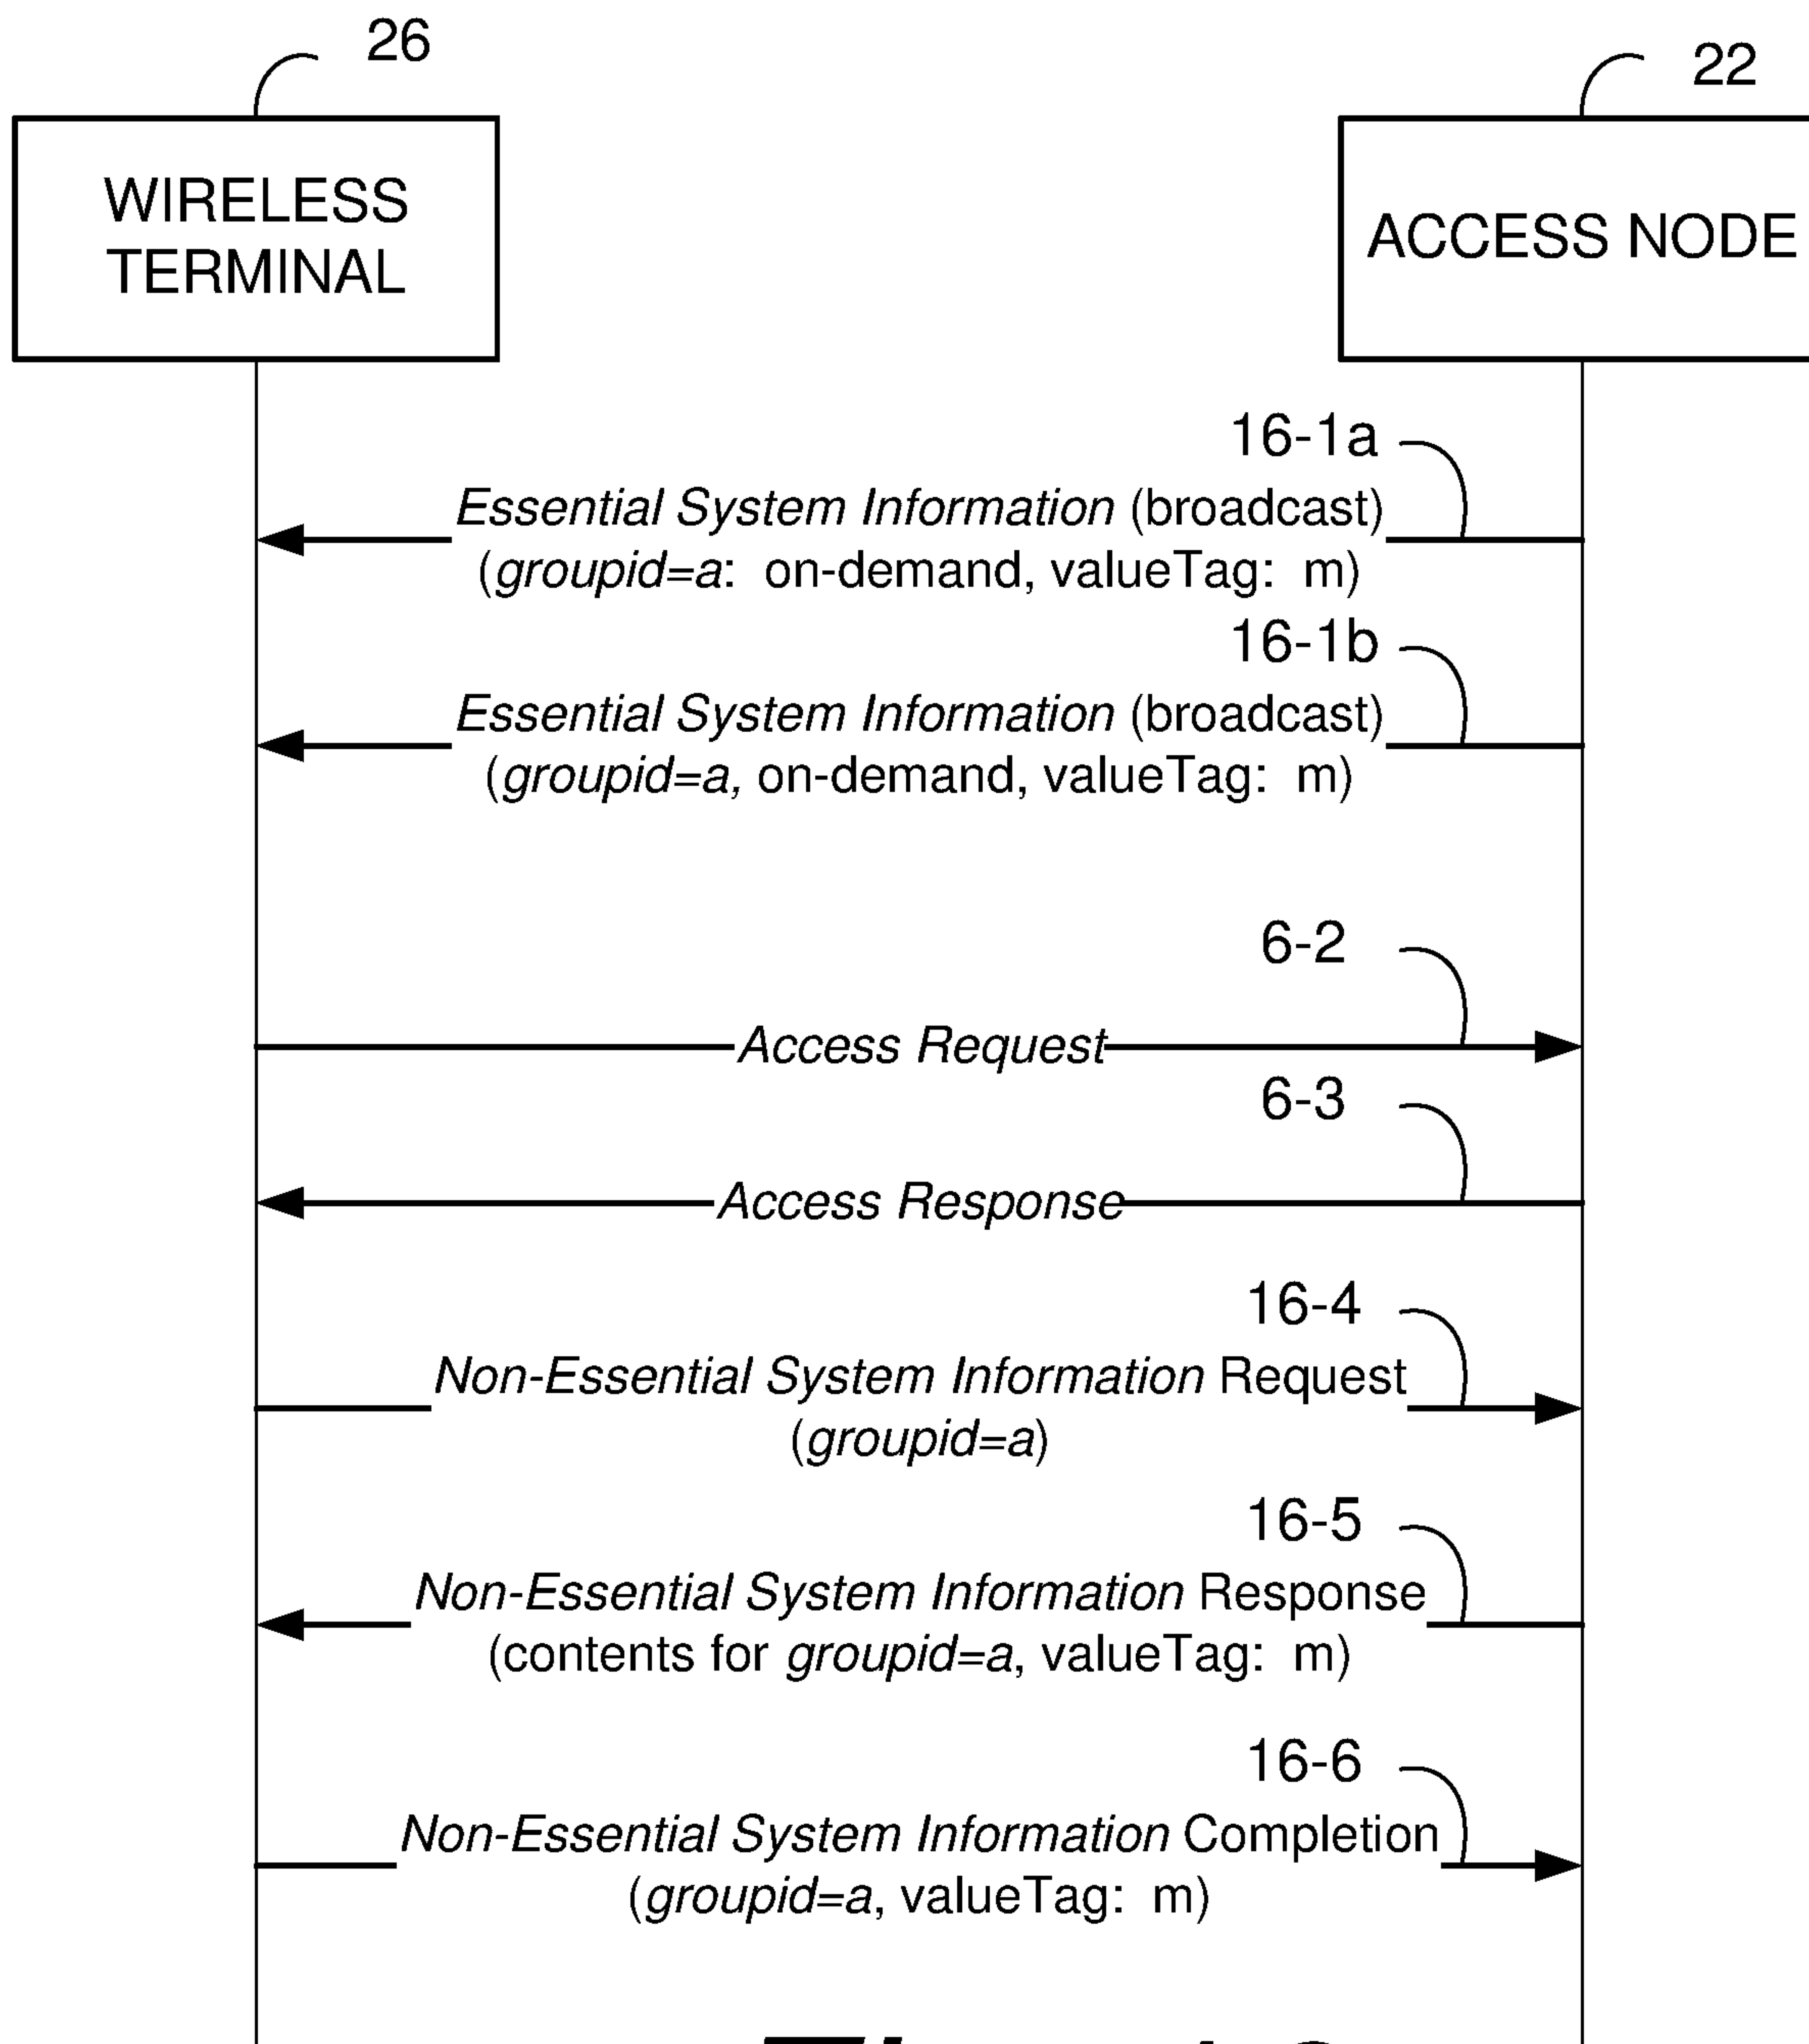 26
22
WIRELESS
TERMINAL
ACCESS NODE
16-1a
Essential System Information (broadcast)
(groupid=a: on-demand, valueTag: m)
16-1b
Essential System Information (broadcast)
(groupid=a, on-demand, valueTag: m)
6-2
Access Request
6-3
Access Response
16-4
Non-Essential System Information Request
(groupid=a)
16-5
Non-Essential System Information Response
(contents for groupid=a, valueTag: m)
16-6
Non-Essential System Information Completion
(groupid=a, valueTag: m)